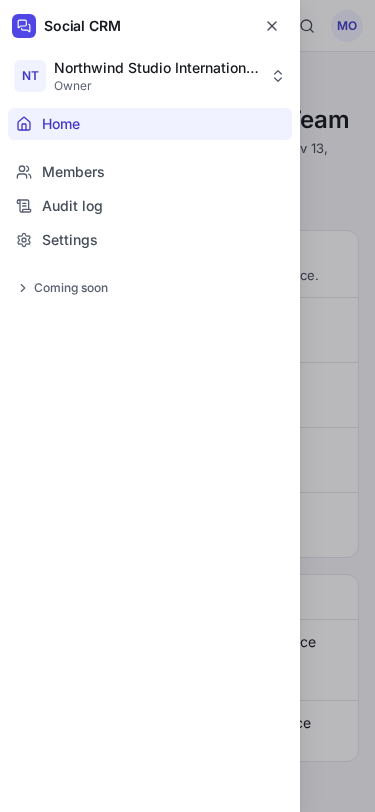 Social CRM
MO
NT
Northwind Studio Internation...
Owner
Home
Members
Audit log
Settings
Coming soon
eam
v 13,
ce.
ce
ce